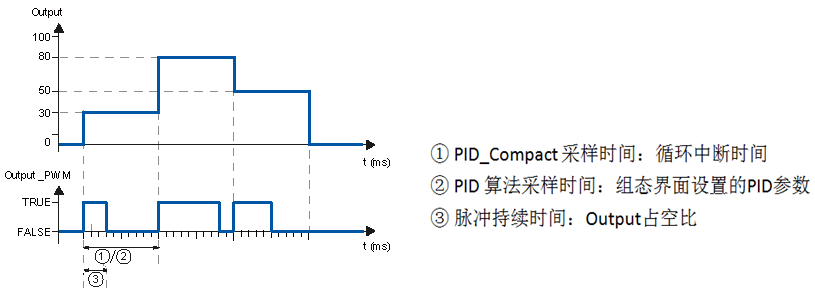 Output
100
80
50
30
0
t (ms)
Output_PWM
TRUE
FALSE
t (ms)
①/②
③
① PID_Compact 采样时间：循环中断时间
② PID 算法采样时间：组态界面设置的PID参数
③ 脉冲持续时间：Output占空比